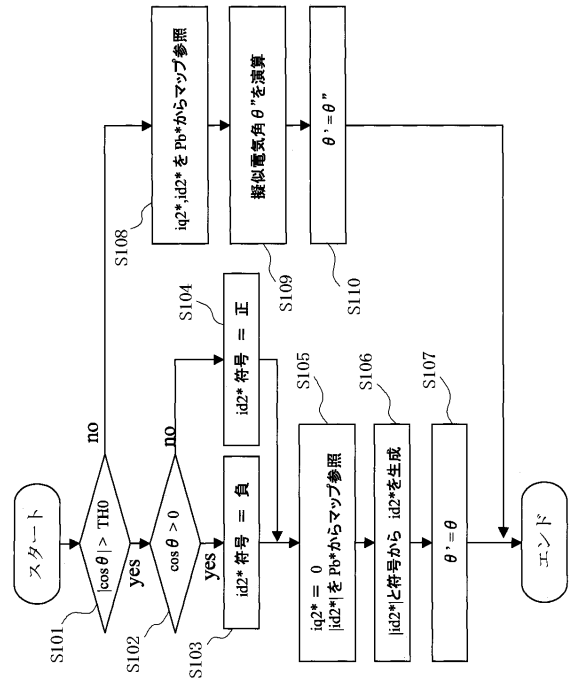 スタート
S101
|cosθ| > TH0
no
yes
S102
cosθ > 0
no
yes
S103
id2* 符号 = 負
S104
id2* 符号 = 正
S105
iq2* = 0
|id2*| を Pb*からマップ参照
S106
|id2*|と符号から id2*を生成
S107
θ' = θ
S108
iq2*,id2* を Pb*からマップ参照
S109
擬似電気角θ"を演算
S110
θ' = θ"
エンド